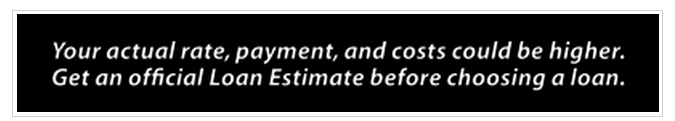 Your actual rate, payment, and costs could be higher.
Get an official Loan Estimate before choosing a loan.